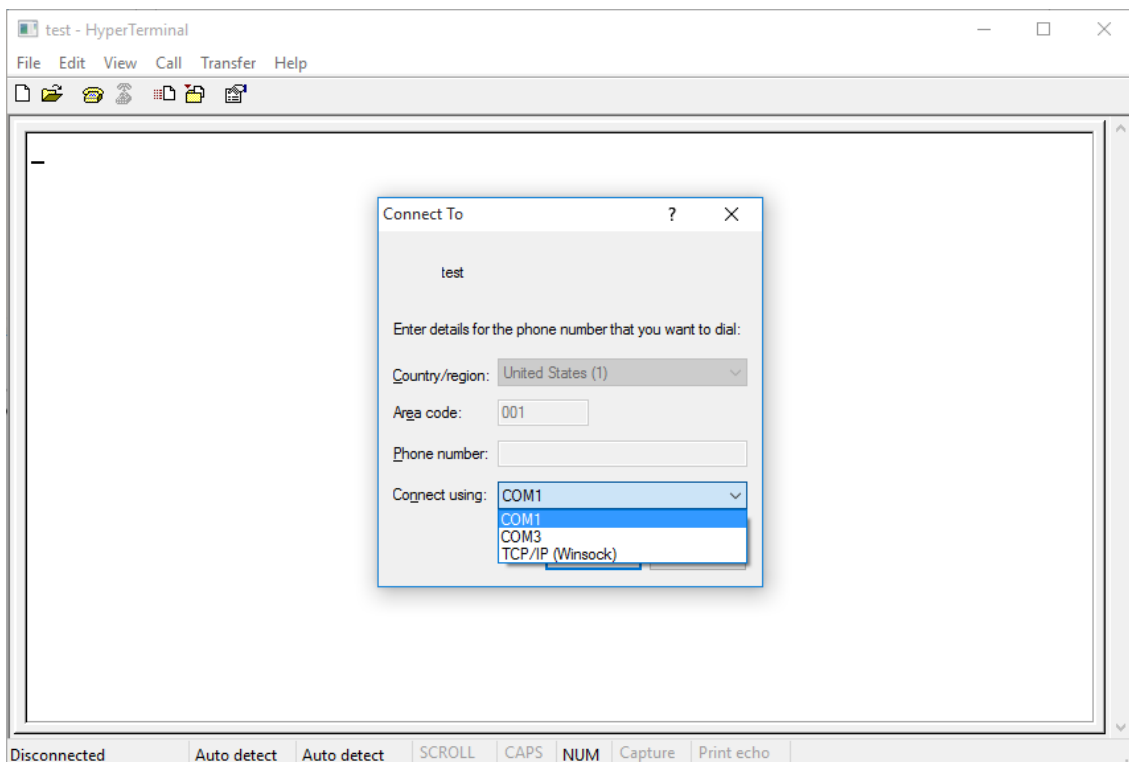 test - HyperTerminal
File Edit View Call Transfer Help
Connect To ?
test
Enter details for the phone number that you want to dial:
Country/region: United States (1)
Area code: 001
Phone number:
Connect using: COM1
COM1
COM3
TCP/IP (Winsock)
Disconnected Auto detect Auto detect SCROLL CAPS NUM Capture Print echo